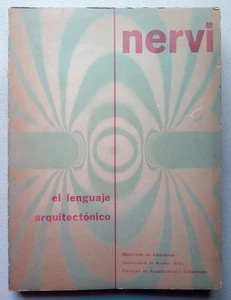 nervi
el lenguaje
arquitectónico
Ministerio de Educación
Universidad de Buenos Aires
Facultad de Arquitectura y Urbanismo